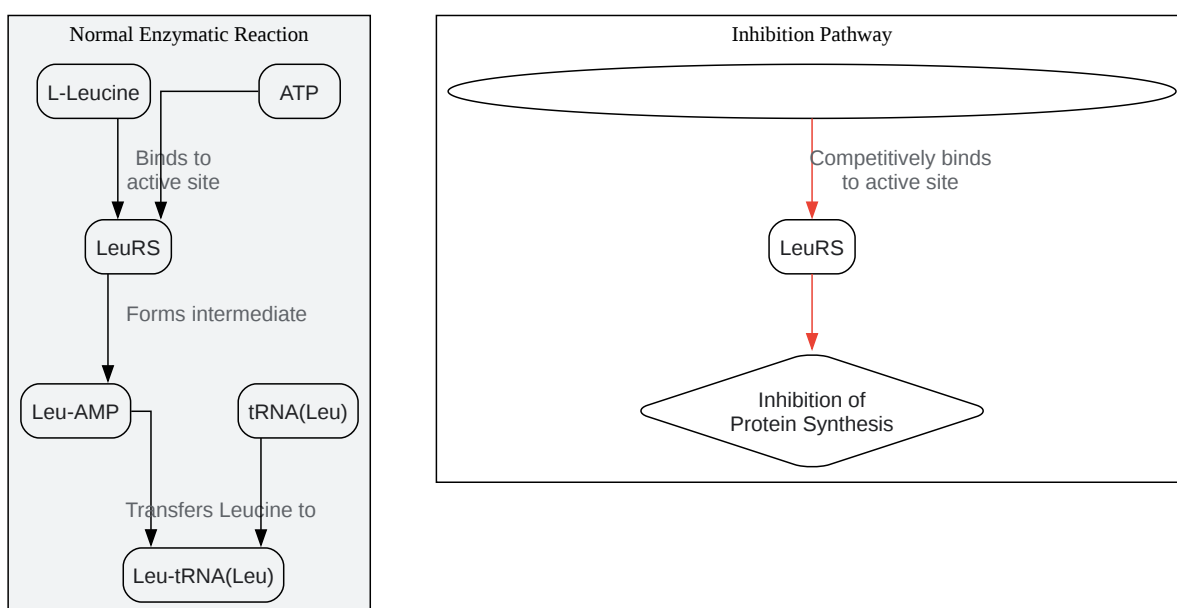 Normal Enzymatic Reaction
L-Leucine
ATP
Binds to
active site
LeuRS
Forms intermediate
Leu-AMP
tRNA(Leu)
Transfers Leucine to
Leu-tRNA(Leu)
Inhibition Pathway
Competitively binds
to active site
LeuRS
Inhibition of
Protein Synthesis